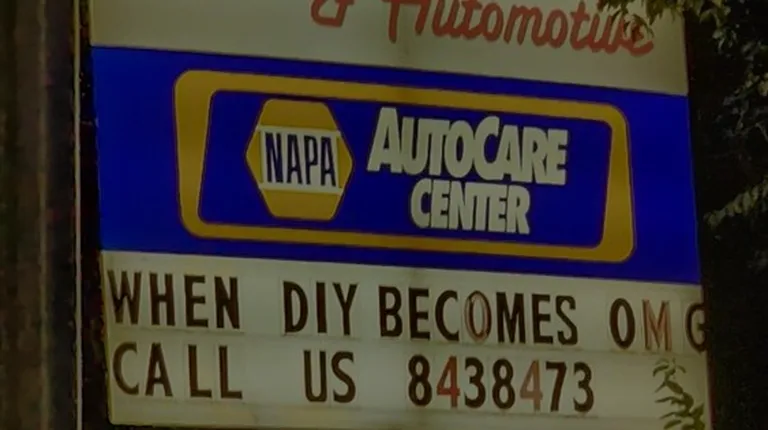 & Automotive
NAPA
AUTOCARE
CENTER
WHEN DIY BECOMES OMG
CALL US 8438473